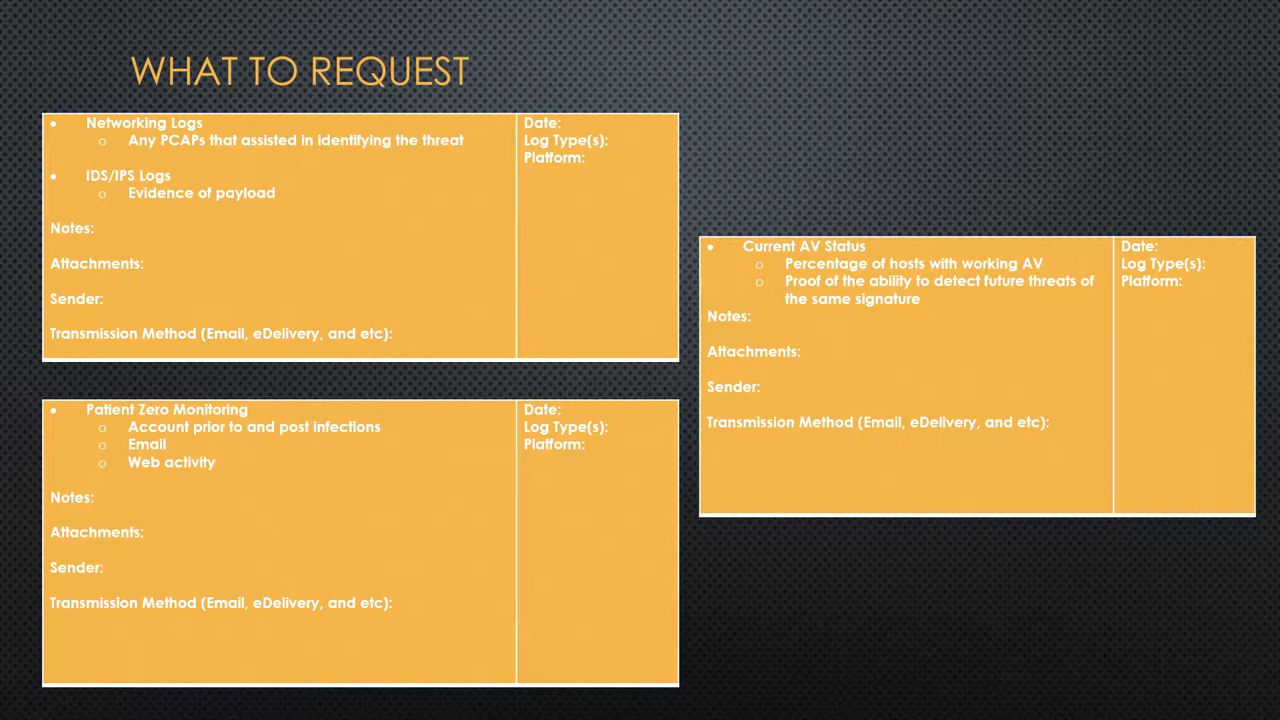 WHAT TO REQUEST
• Networking Logs
o Any PCAPs that assisted in identifying the threat
• IDS/IPS Logs
o Evidence of payload
Notes:
Attachments:
Sender:
Transmission Method (Email, eDelivery, and etc):
Date:
Log Type(s):
Platform:
• Patient Zero Monitoring
o Account prior to and post infections
o Email
o Web activity
Notes:
Attachments:
Sender:
Transmission Method (Email, eDelivery, and etc):
Date:
Log Type(s):
Platform:
• Current AV Status
o Percentage of hosts with working AV
o Proof of the ability to detect future threats of
the same signature
Notes:
Attachments:
Sender:
Transmission Method (Email, eDelivery, and etc):
Date:
Log Type(s):
Platform: